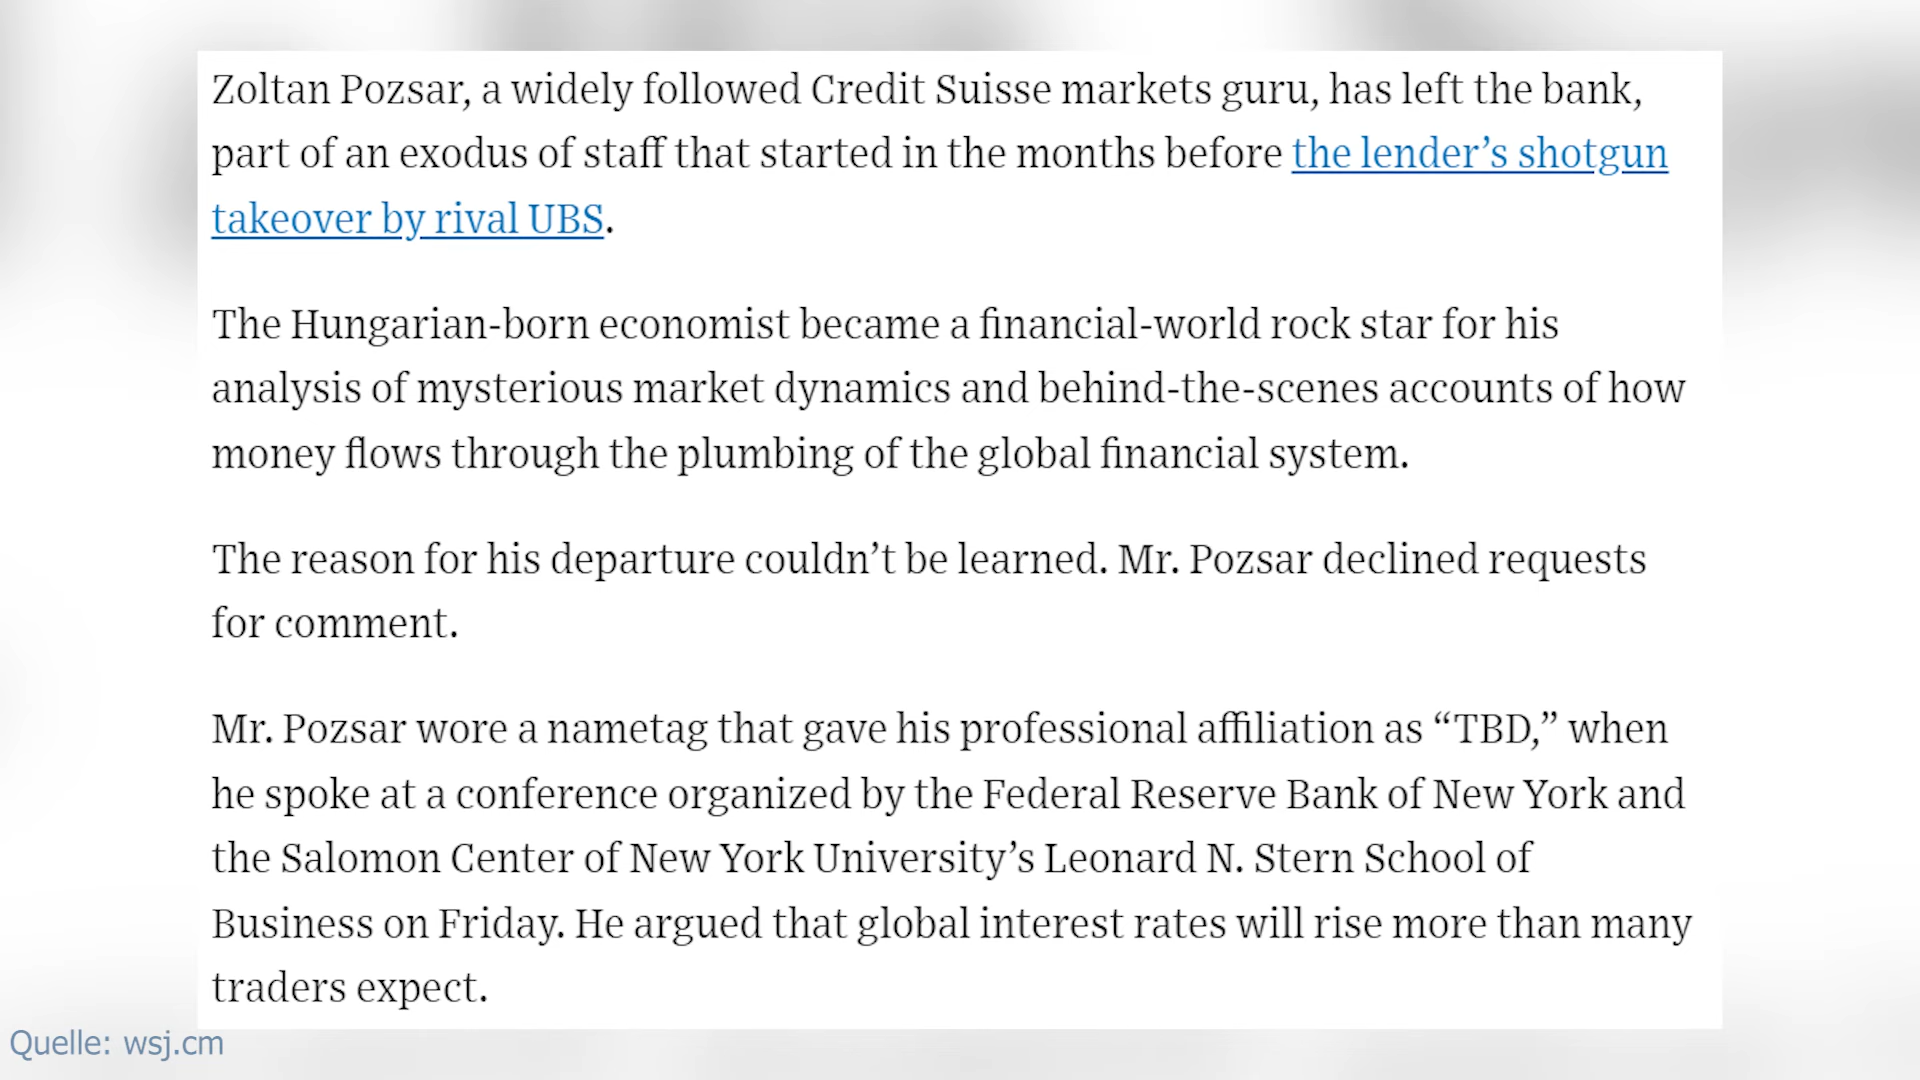 Zoltan Pozsar, a widely followed Credit Suisse markets guru, has left the bank,
part of an exodus of staff that started in the months before the lender’s shotgun
takeover by rival UBS.
The Hungarian-born economist became a financial-world rock star for his
analysis of mysterious market dynamics and behind-the-scenes accounts of how
money flows through the plumbing of the global financial system.
The reason for his departure couldn’t be learned. Mr. Pozsar declined requests
for comment.
Mr. Pozsar wore a nametag that gave his professional affiliation as “TBD,” when
he spoke at a conference organized by the Federal Reserve Bank of New York and
the Salomon Center of New York University’s Leonard N. Stern School of
Business on Friday. He argued that global interest rates will rise more than many
traders expect.
Quelle: wsj.cm